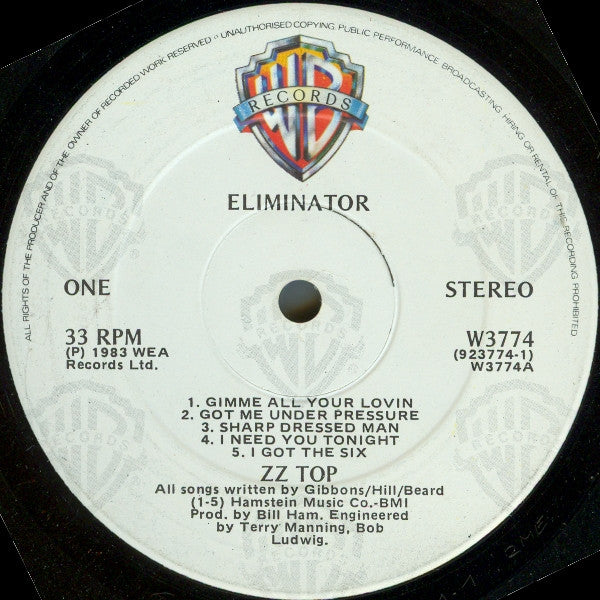 ALL RIGHTS OF THE PRODUCER AND OF THE OWNER OF RECORDED WORK RESERVED • UNAUTHORISED COPYING, PUBLIC PERFORMANCE, BROADCASTING, HIRING OR RENTAL OF THIS RECORDING PROHIBITED
WB
RECORDS
ELIMINATOR
ONE
STEREO
33 RPM
(P) 1983 WEA
Records Ltd.
W3774
(923774-1)
W3774A
1. GIMME ALL YOUR LOVIN
2. GOT ME UNDER PRESSURE
3. SHARP DRESSED MAN
4. I NEED YOU TONIGHT
5. I GOT THE SIX
ZZ TOP
All songs written by Gibbons/Hill/Beard
(1-5) Hamstein Music Co.-BMI
Prod. by Bill Ham. Engineered
by Terry Manning, Bob
Ludwig.